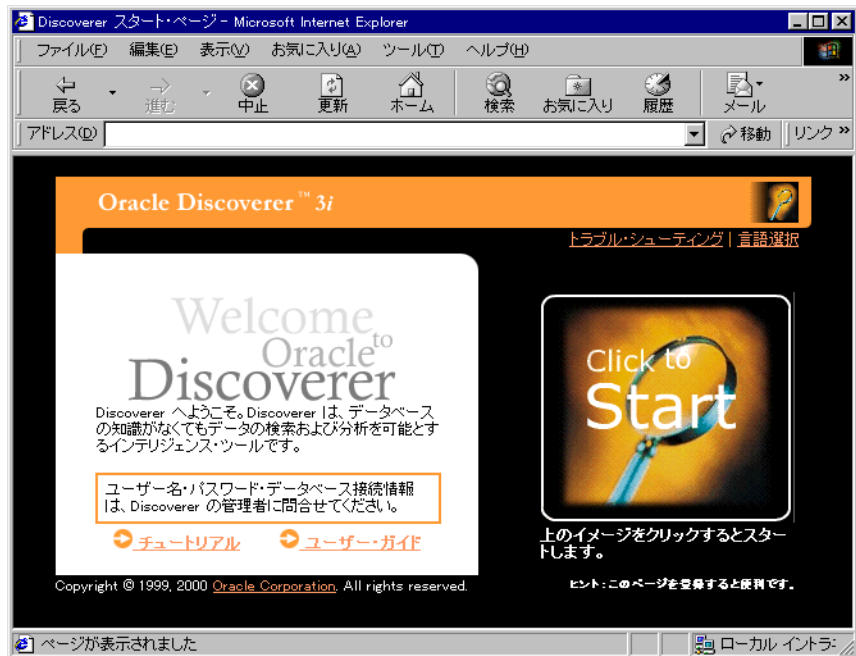 Discoverer スタート・ページ - Microsoft Internet Explorer
ファイル(F) 編集(E) 表示(V) お気に入り(A) ツール(T) ヘルプ(H)
戻る 進む 中止 更新 ホーム 検索 お気に入り 履歴 メール »
アドレス(D) 移動 リンク »
Oracle Discoverer™ 3i
トラブル・シューティング | 言語選択
Welcome
to
Oracle
Discoverer
Discoverer へようこそ。Discoverer は、データベース
の知識がなくてもデータの検索および分析を可能とす
るインテリジェンス・ツールです。
ユーザー名・パスワード・データベース接続情報
は、Discoverer の管理者に問合せてください。
チュートリアル ユーザー・ガイド
Click to
Start
上のイメージをクリックするとスター
トします。
ヒント:このページを登録すると便利です。
Copyright © 1999, 2000 Oracle Corporation. All rights reserved.
ページが表示されました ローカル イントラネ